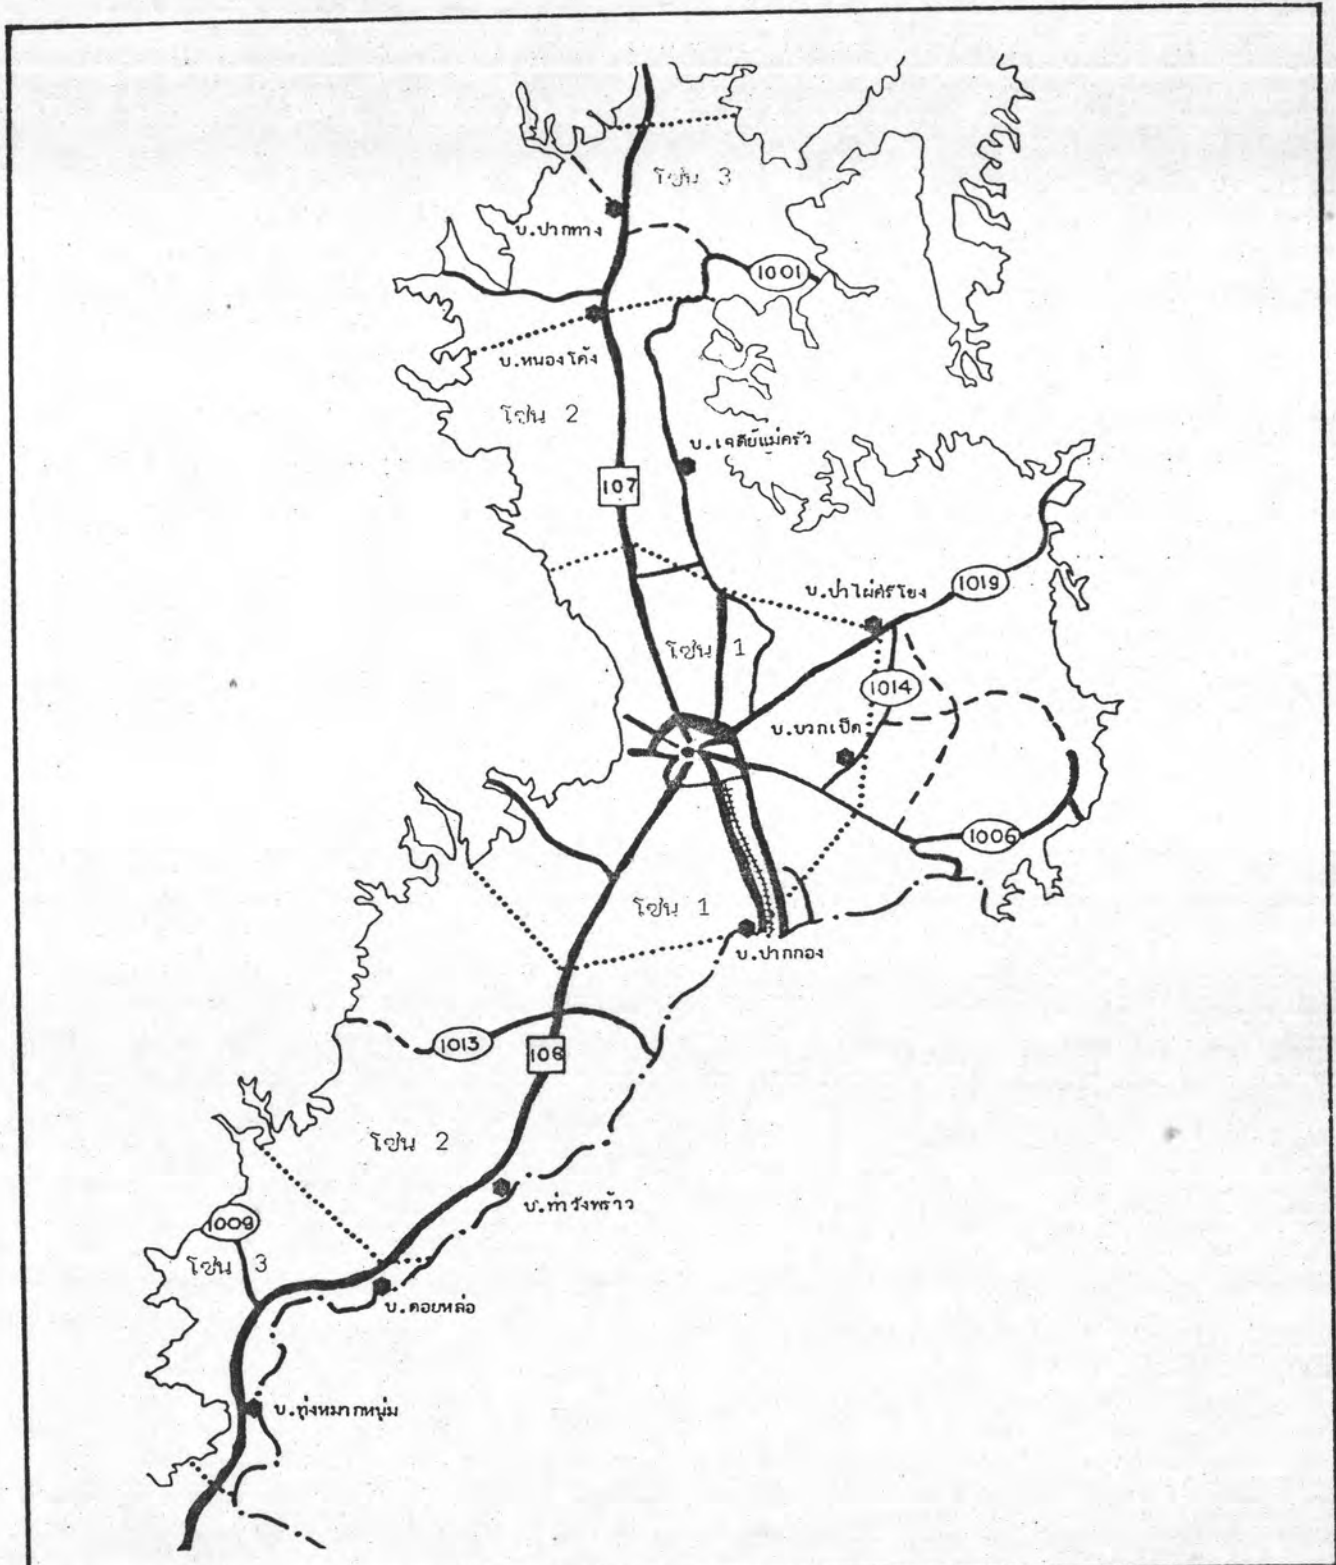 โซน 3
บ.ปากทาง
1001
บ.หนองโค้ง
โซน 2
บ.เจดีย์แม่ครัว
107
1019
บ.ป่าไผ่ศรีโขง
โซน 1
1014
บ.บวกเป็ด
1006
โซน 1
บ.ปากกอง
1013
108
โซน 2
บ.ท่าวังพร้าว
1009
โซน 3
บ.ดอยหล่อ
บ.ทุ่งหมากหนุ่ม